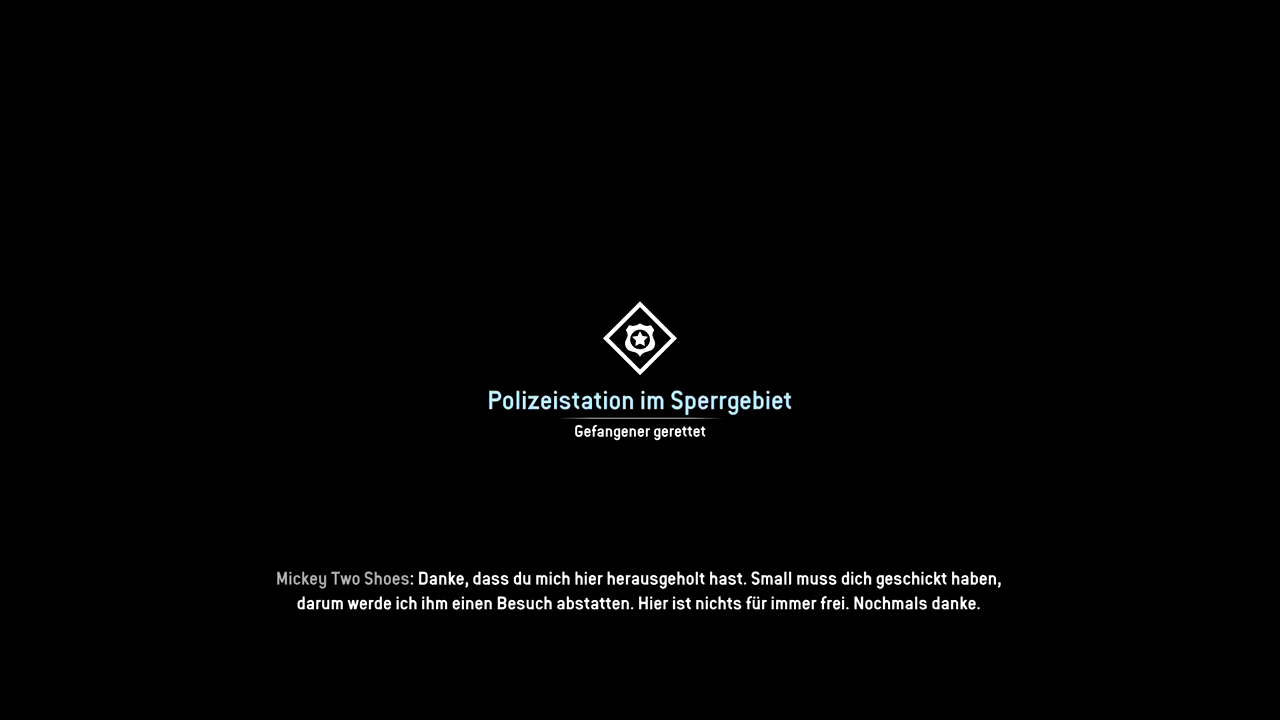 Polizeistation im Sperrgebiet
Gefangener gerettet
Mickey Two Shoes: Danke, dass du mich hier herausgeholt hast. Small muss dich geschickt haben,
darum werde ich ihm einen Besuch abstatten. Hier ist nichts für immer frei. Nochmals danke.